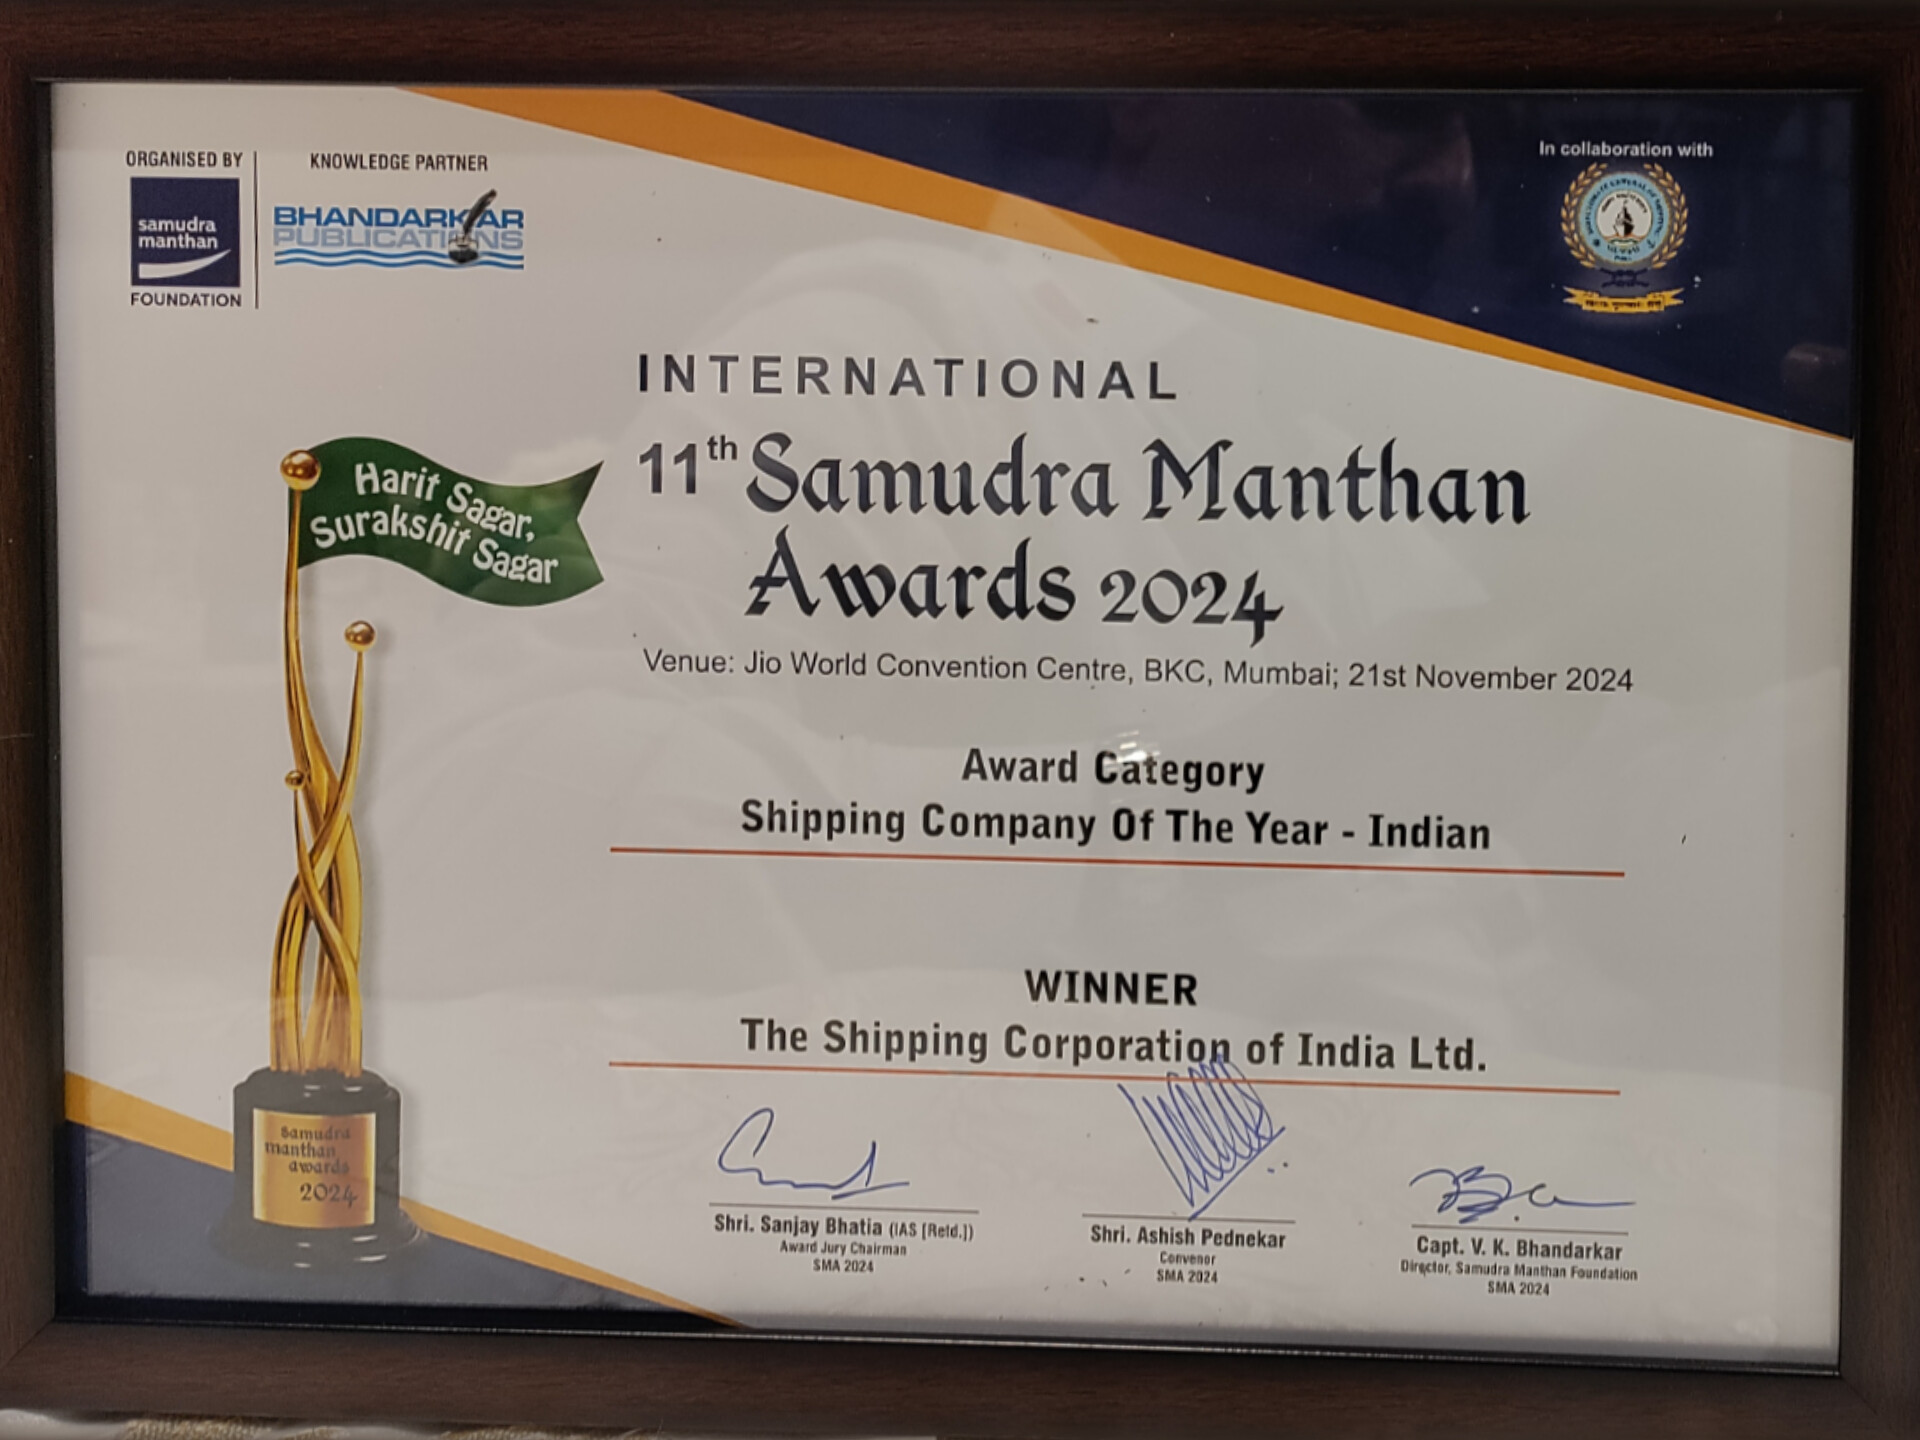 ORGANISED BY
samudra
manthan
FOUNDATION
KNOWLEDGE PARTNER
BHANDARKAR
PUBLICATIONS
In collaboration with
INTERNATIONAL
11th Samudra Manthan
Awards 2024
Venue: Jio World Convention Centre, BKC, Mumbai; 21st November 2024
Harit Sagar,
Surakshit Sagar
Award Category
Shipping Company Of The Year - Indian
WINNER
The Shipping Corporation of India Ltd.
samudra
manthan
awards
2024
Shri. Sanjay Bhatia (IAS [Retd.])
Award Jury Chairman
SMA 2024
Shri. Ashish Pednekar
Convenor
SMA 2024
Capt. V. K. Bhandarkar
Director, Samudra Manthan Foundation
SMA 2024